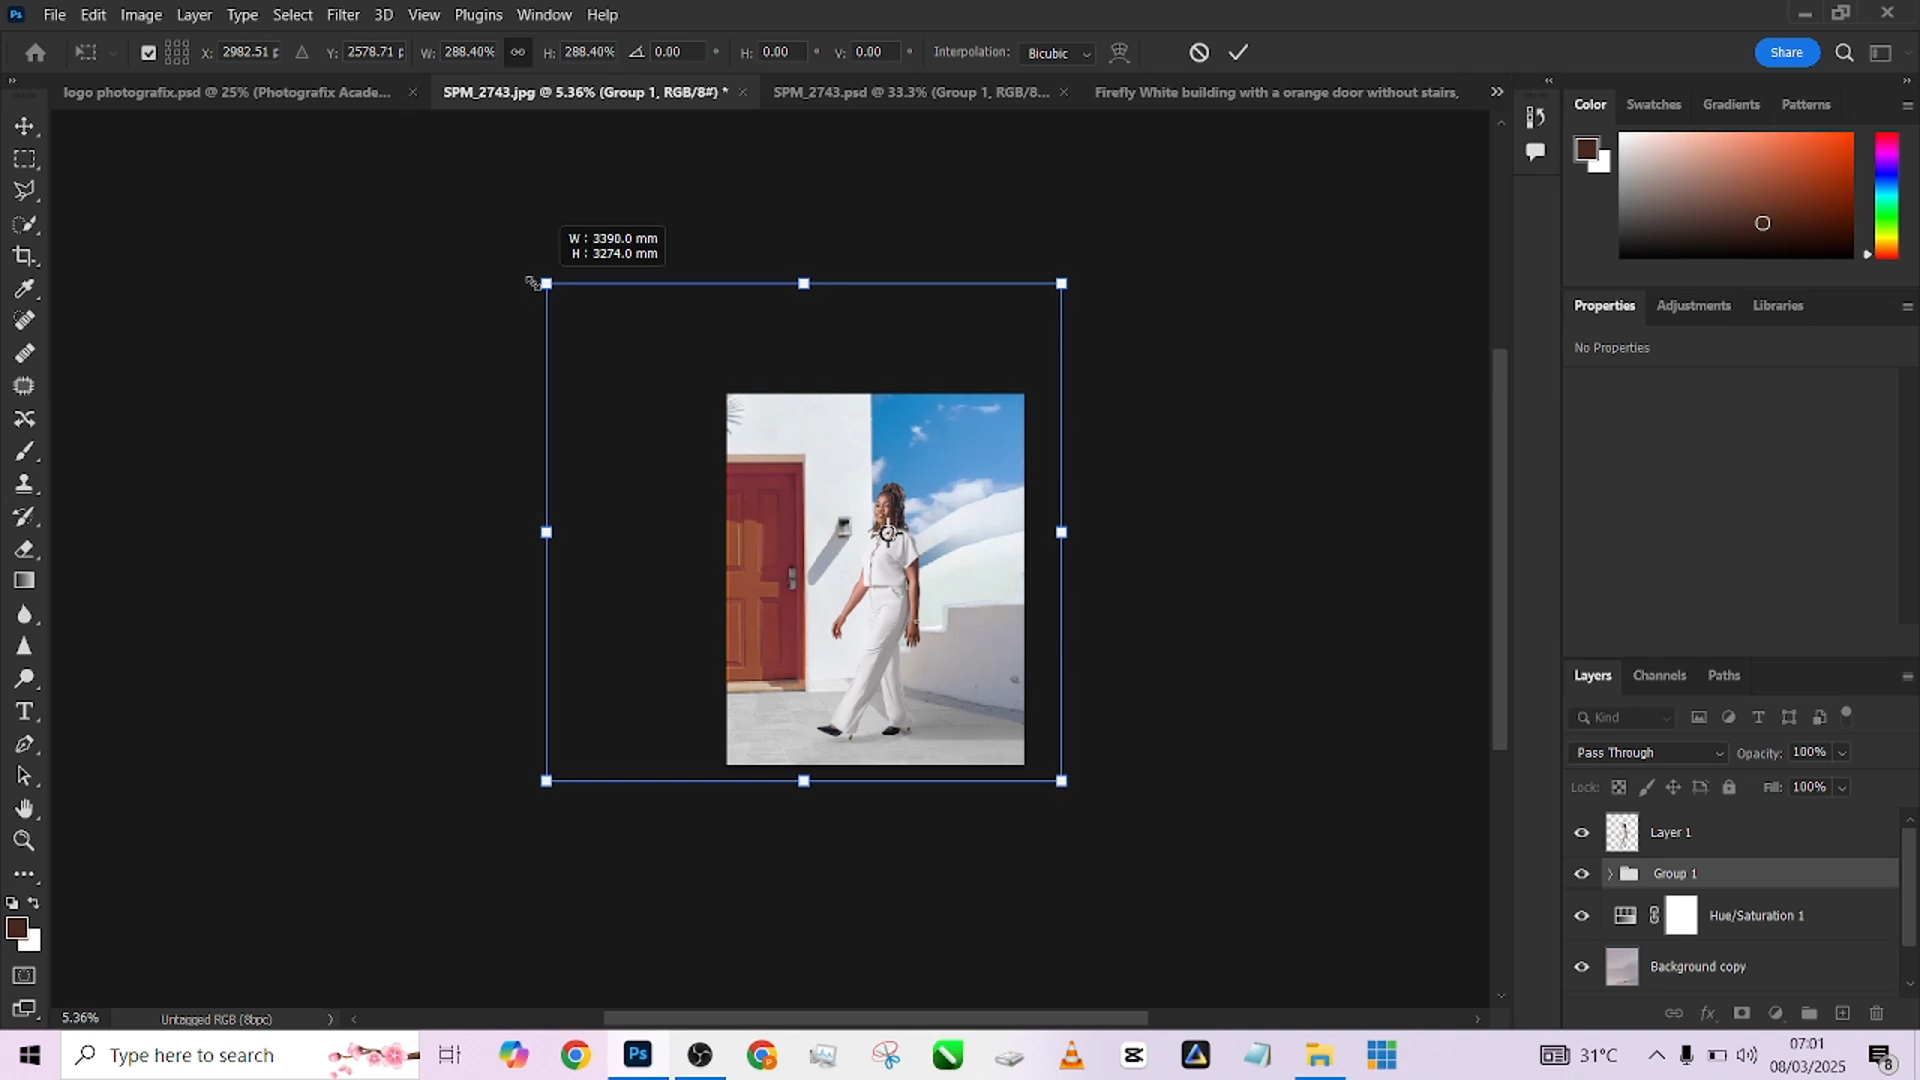 File Edit Image Layer Type Select Filter 3D View Plugins Window Help
X: 2982.51 p Y: 2578.71 p W: 288.40% H: 288.40% 0.00 ° H: 0.00 ° V: 0.00 ° Interpolation: Bicubic Share
logo photografix.psd @ 25% (Photografix Acade... SPM_2743.jpg @ 5.36% (Group 1, RGB/8#) * SPM_2743.psd @ 33.3% (Group 1, RGB/8... Firefly White building with a orange door without stairs,
Color Swatches Gradients Patterns
W : 3390.0 mm
H : 3274.0 mm
Properties Adjustments Libraries
No Properties
Layers Channels Paths
Kind
Pass Through Opacity: 100%
Lock: Fill: 100%
Layer 1
Group 1
Hue/Saturation 1
Background copy
5.36% Untagged RGB (8bpc)
Type here to search
31°C
07:01
08/03/2025
8